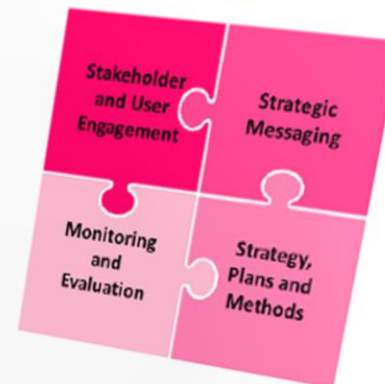 Stakeholder
and User
Engagement
Strategic
Messaging
Monitoring
and
Evaluation
Strategy,
Plans and
Methods